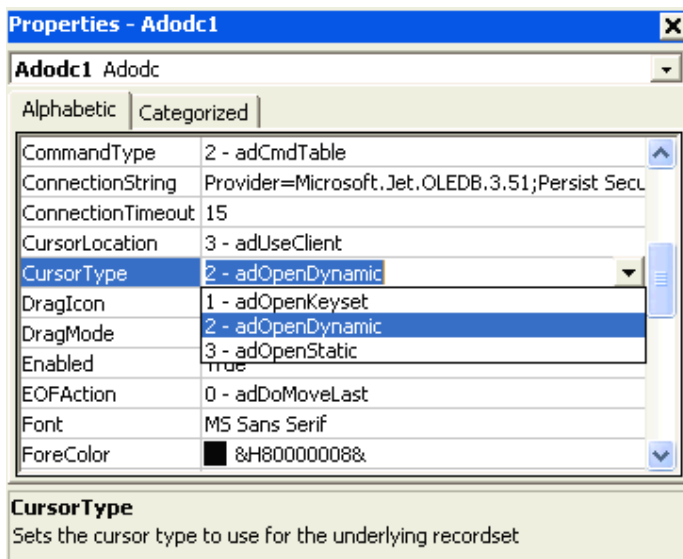 Properties - Adodc1
Adodc1 Adodc
Alphabetic Categorized
CommandType 2 - adCmdTable
ConnectionString Provider=Microsoft.Jet.OLEDB.3.51;Persist Secu
ConnectionTimeout 15
CursorLocation 3 - adUseClient
CursorType 2 - adOpenDynamic
DragIcon 1 - adOpenKeyset
DragMode 2 - adOpenDynamic
Enabled 3 - adOpenStatic
EOFAction 0 - adDoMoveLast
Font MS Sans Serif
ForeColor &H80000008&
CursorType
Sets the cursor type to use for the underlying recordset